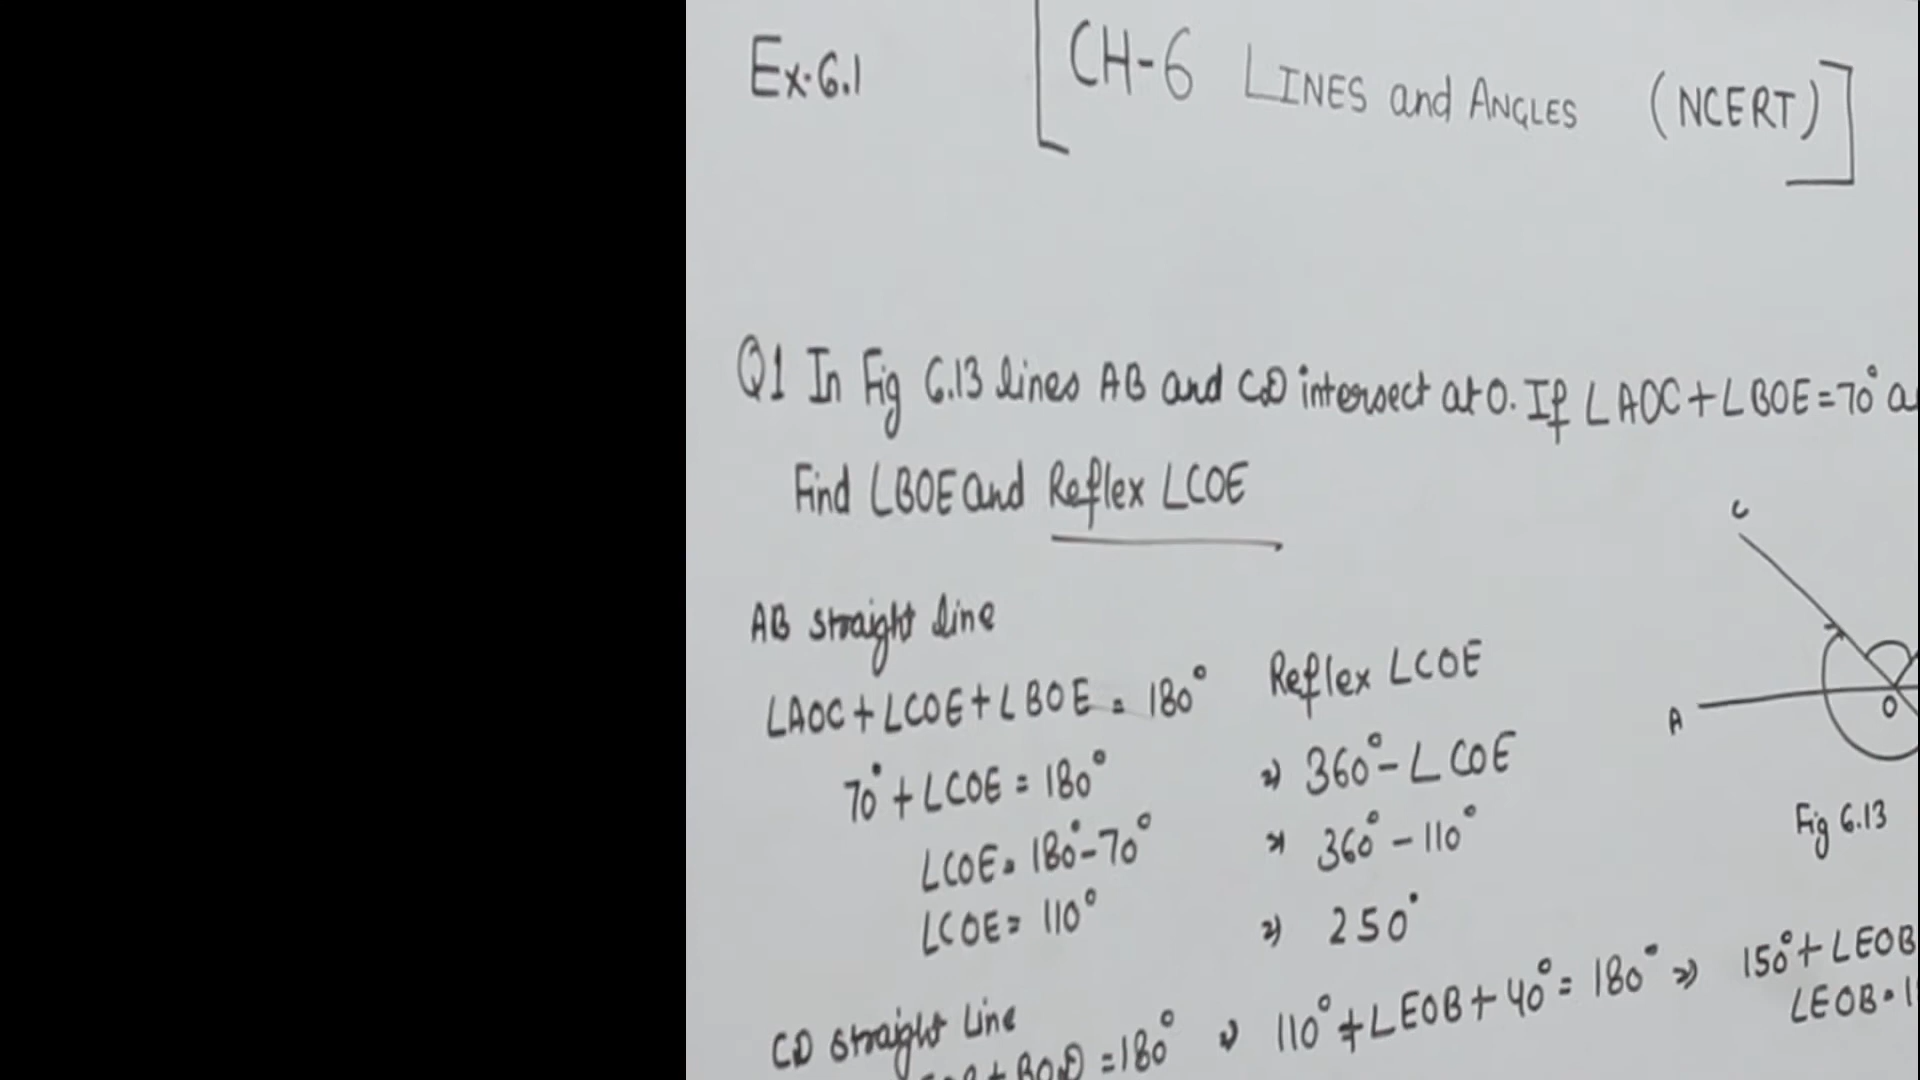 Ex.6.1
[CH-6 LINES and ANGLES (NCERT)]
Q1 In Fig 6.13 lines AB and CD intersect at O. If ∠AOC+∠BOE=70° a
Find ∠BOE and Reflex ∠COE
C
A
O
Fig 6.13
AB straight line
∠AOC+∠COE+∠BOE = 180°
70°+∠COE = 180°
∠COE = 180°-70°
∠COE = 110°
Reflex ∠COE
⇒ 360°-∠COE
⇒ 360°-110°
⇒ 250°
CD straight Line
+BOD =180° ⇒ 110°+∠EOB+40°=180° ⇒ 150°+∠EOB
∠EOB=